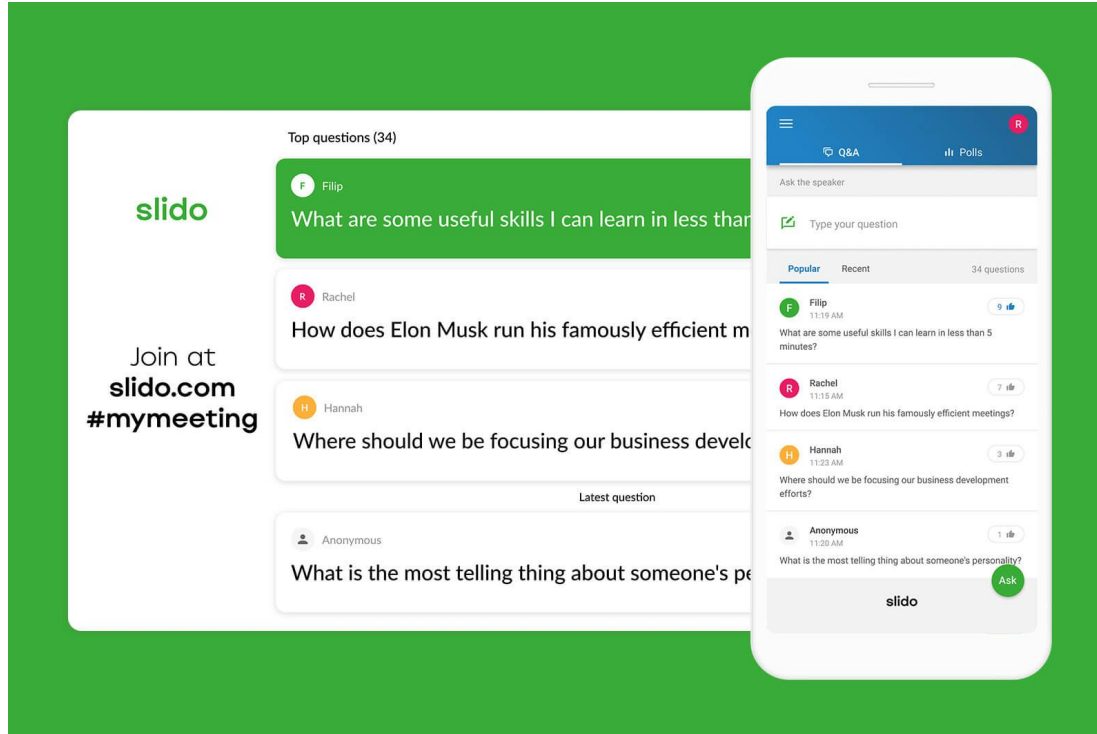 slido
Join at
slido.com
#mymeeting
Top questions (34)
F Filip
What are some useful skills I can learn in less than
R Rachel
How does Elon Musk run his famously efficient m
H Hannah
Where should we be focusing our business develo
Latest question
Anonymous
What is the most telling thing about someone's pe
R
Q&A Polls
Ask the speaker
Type your question
Popular Recent 34 questions
F Filip 9
11:19 AM
What are some useful skills I can learn in less than 5
minutes?
R Rachel 7
11:15 AM
How does Elon Musk run his famously efficient meetings?
H Hannah 3
11:23 AM
Where should we be focusing our business development
efforts?
Anonymous 1
11:20 AM
What is the most telling thing about someone's personality?
Ask
slido